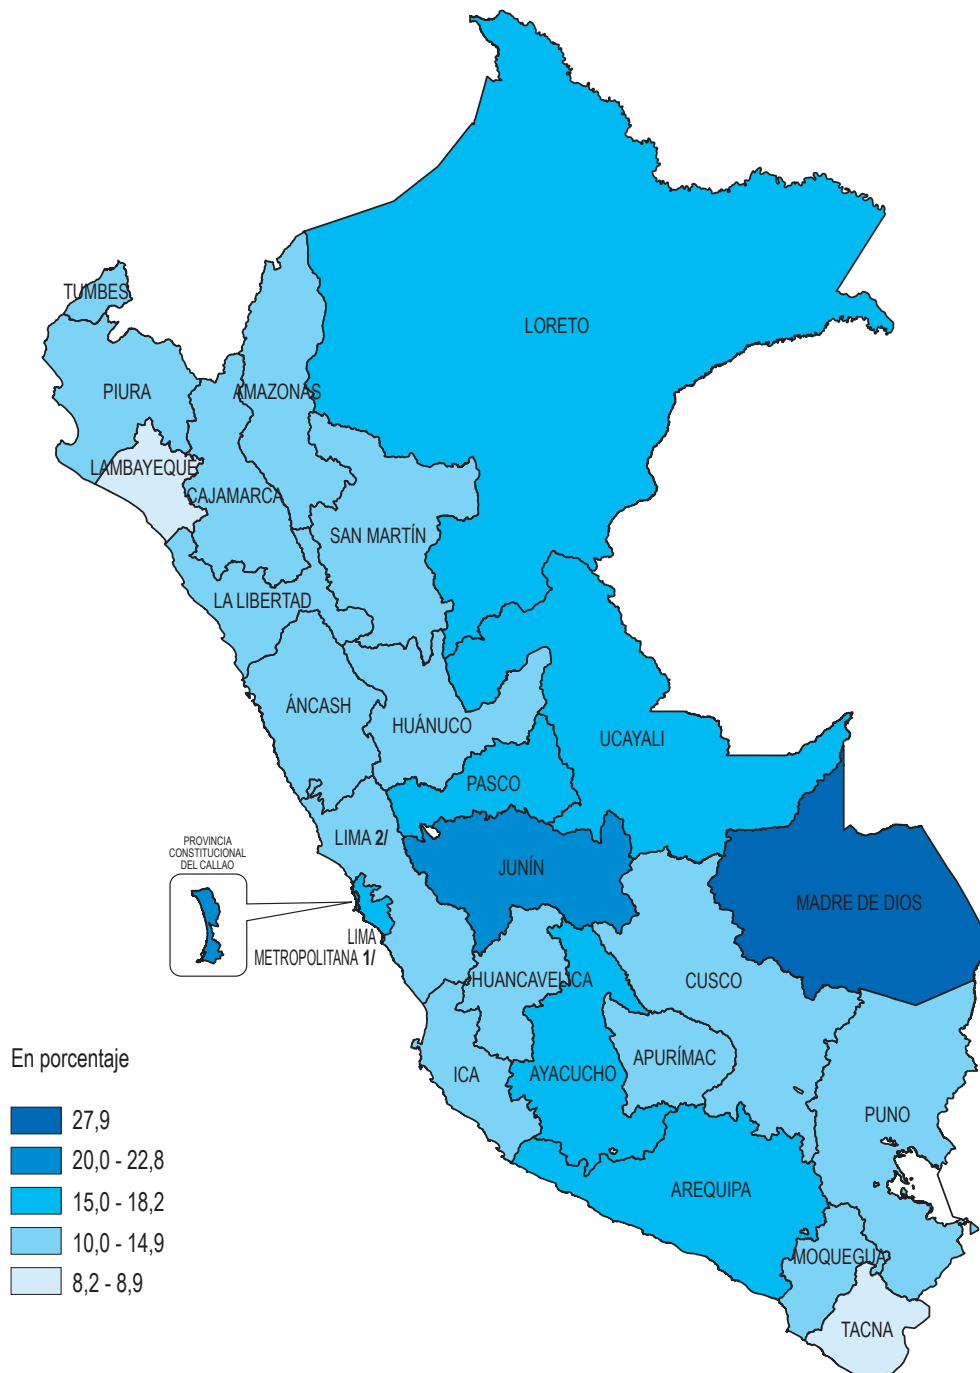 TUMBES
LORETO
PIURA
AMAZONAS
LAMBAYEQUE
CAJAMARCA
SAN MARTÍN
LA LIBERTAD
ÁNCASH
HUÁNUCO
UCAYALI
PASCO
LIMA 2/
PROVINCIA
CONSTITUCIONAL
DEL CALLAO
JUNÍN
MADRE DE DIOS
LIMA
METROPOLITANA 1/
HUANCAVELICA
CUSCO
ICA
AYACUCHO
APURÍMAC
PUNO
AREQUIPA
MOQUEGUA
TACNA
En porcentaje
27,9
20,0 - 22,8
15,0 - 18,2
10,0 - 14,9
8,2 - 8,9